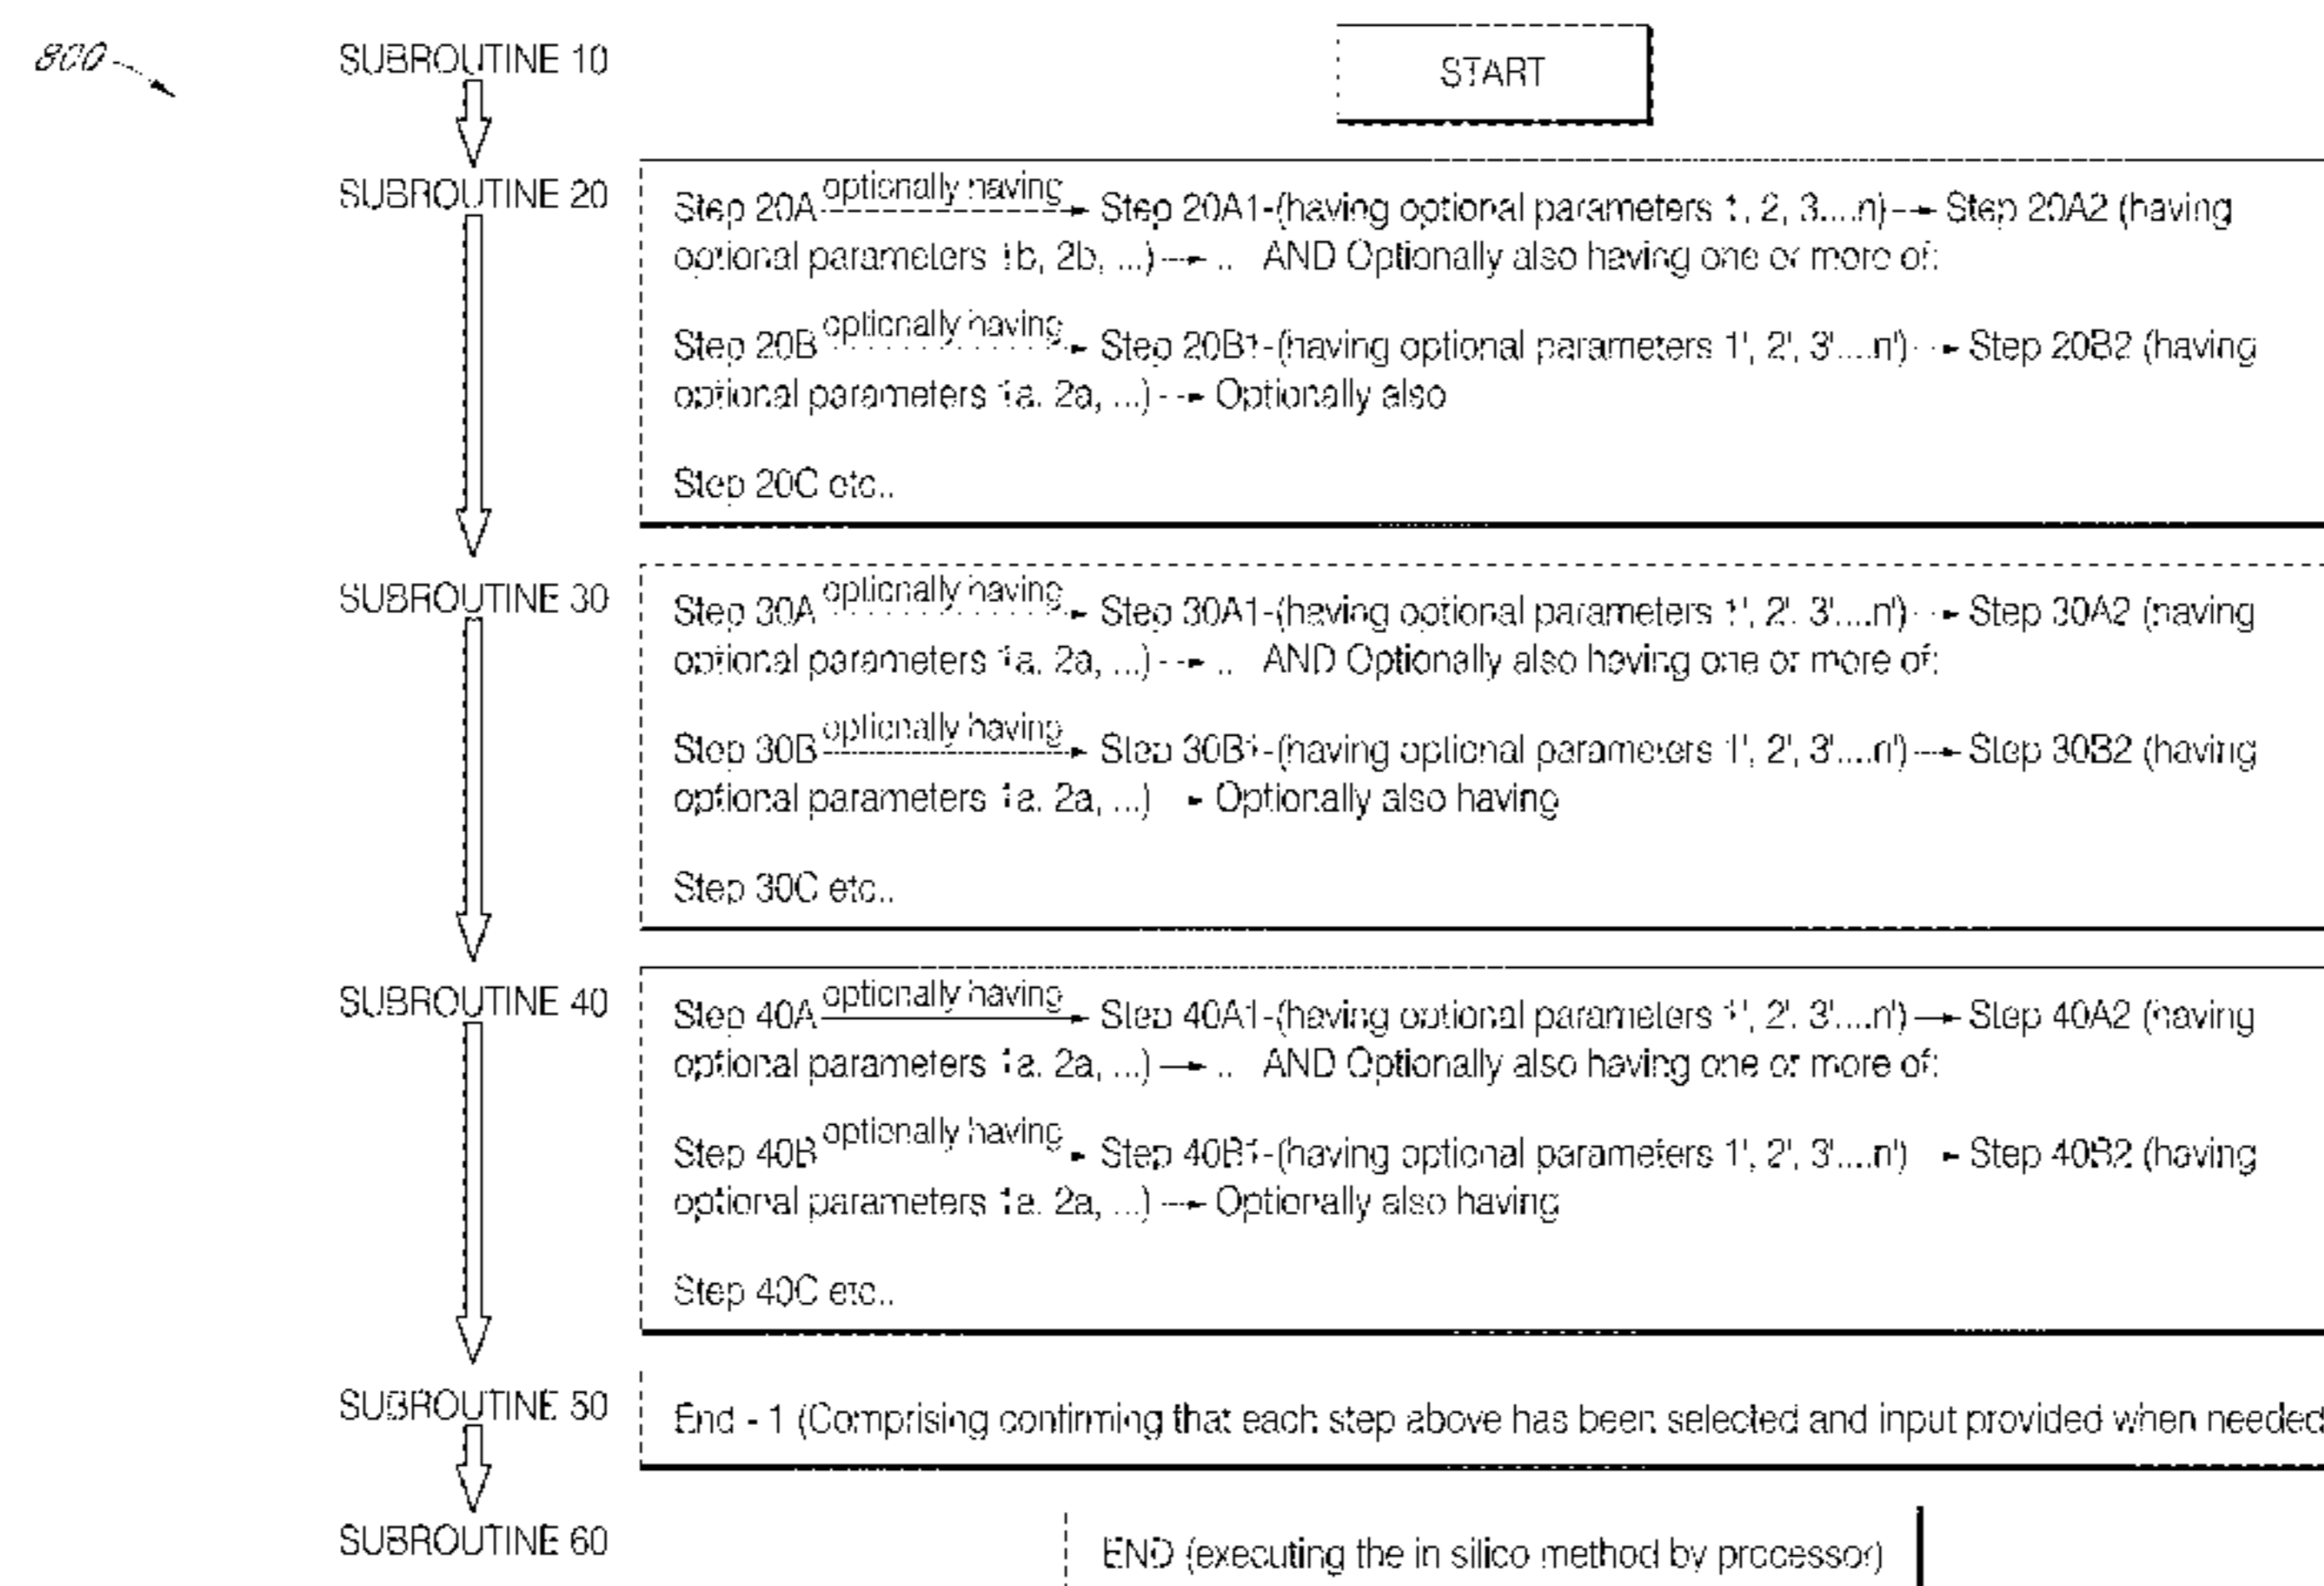 800
SUBROUTINE 10
START
SUBROUTINE 20
Step 20A optionally having Step 20A1-(having optional parameters 1, 2, 3....n) Step 20A2 (having
optional parameters 1b, 2b, ...) .. AND Optionally also having one or more of:
Step 20B optionally having Step 20B1-(having optional parameters 1', 2', 3'....n') Step 20B2 (having
optional parameters 1a. 2a, ...) Optionally also
Step 20C etc..
SUBROUTINE 30
Step 30A optionally having Step 30A1-(having optional parameters 1', 2'. 3'....n') Step 30A2 (having
optional parameters 1a. 2a, ...) .. AND Optionally also having one or more of:
Step 30B optionally having Step 30B1-(having optional parameters 1', 2', 3'....n') Step 30B2 (having
optional parameters 1a. 2a, ...) Optionally also having
Step 30C etc..
SUBROUTINE 40
Step 40A optionally having Step 40A1-(having optional parameters 1', 2'. 3'....n') Step 40A2 (having
optional parameters 1a. 2a, ...) .. AND Optionally also having one or more of:
Step 40B optionally having Step 40B1-(having optional parameters 1', 2', 3'....n') Step 40B2 (having
optional parameters 1a. 2a, ...) Optionally also having
Step 40C etc..
SUBROUTINE 50
End - 1 (Comprising confirming that each step above has been selected and input provided when needed
SUBROUTINE 60
END (executing the in silico method by processor)